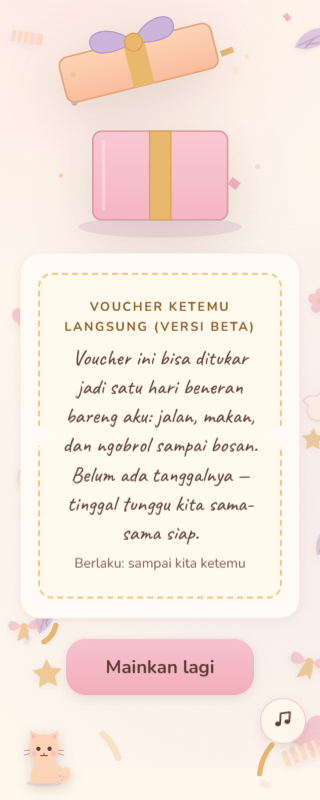 VOUCHER KETEMU
LANGSUNG (VERSI BETA)
Voucher ini bisa ditukar
jadi satu hari beneran
bareng aku: jalan, makan,
dan ngobrol sampai bosan.
Belum ada tanggalnya —
tinggal tunggu kita sama-
sama siap.
Berlaku: sampai kita ketemu
Mainkan lagi